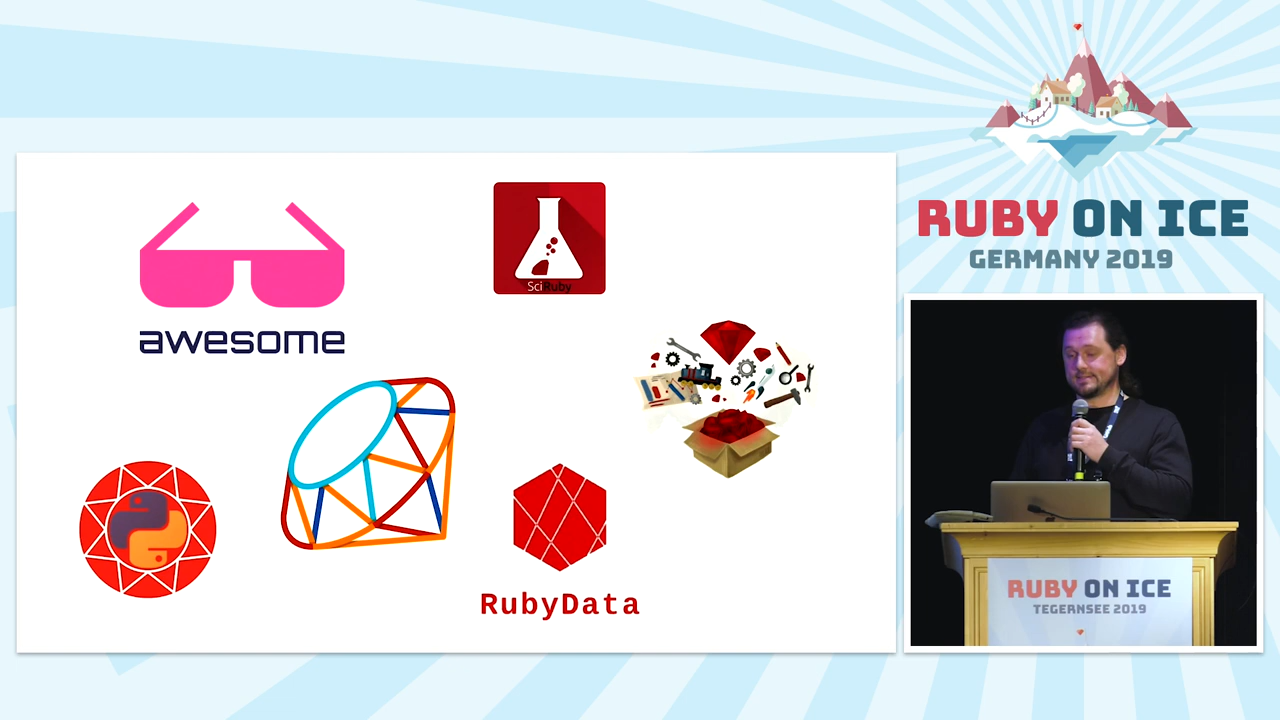 awesome
SciRuby
RubyData
RUBY ON ICE
GERMANY 2019
RUBY ON ICE
TEGERNSEE 2019